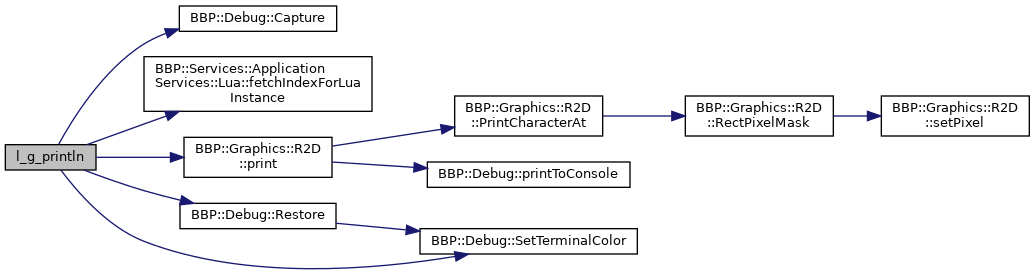 BBP::Debug::Capture
BBP::Services::Application
Services::Lua::fetchIndexForLua
Instance
BBP::Graphics::R2D
::PrintCharacterAt
BBP::Graphics::R2D
::RectPixelMask
BBP::Graphics::R2D
::setPixel
l_g_println
BBP::Graphics::R2D
::print
BBP::Debug::printToConsole
BBP::Debug::Restore
BBP::Debug::SetTerminalColor